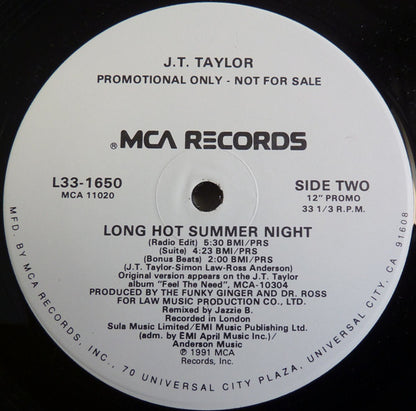 J.T. TAYLOR
PROMOTIONAL ONLY - NOT FOR SALE
® MCA RECORDS
L33-1650
MCA 11020
SIDE TWO
12" PROMO
33 1/3 R.P.M.
LONG HOT SUMMER NIGHT
(Radio Edit) 5:30 BMI/PRS
(Suite) 4:23 BMI/PRS
(Bonus Beats) 2:00 BMI/PRS
(J.T. Taylor-Simon Law-Ross Anderson)
Original version appears on the J.T. Taylor
album "Feel The Need", MCA-10304
PRODUCED BY THE FUNKY GINGER AND DR. ROSS
FOR LAW MUSIC PRODUCTION CO., LTD.
Remixed by Jazzie B.
Recorded in London
Sula Music Limited/EMI Music Publishing Ltd.
(adm. by EMI April Music Inc.)/
Anderson Music
℗ 1991 MCA
Records, Inc.
MFD. BY MCA RECORDS, INC., 70 UNIVERSAL CITY PLAZA, UNIVERSAL CITY, CA. 91608